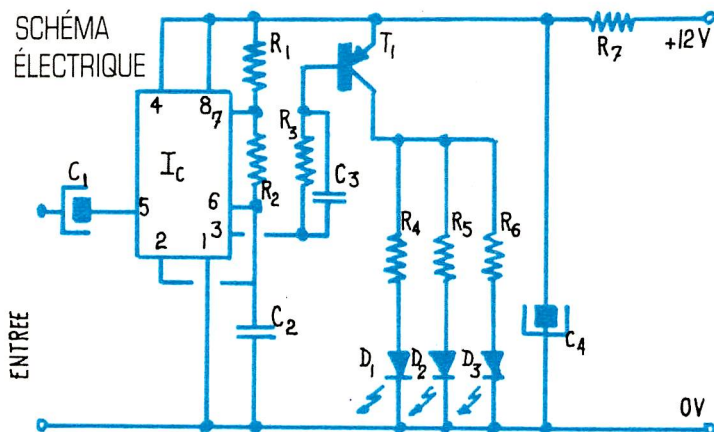 SCHÉMA
ÉLECTRIQUE
R1
T1
R7
+12V
4
8
7
R3
IC
C1
R2
C3
5
6
3
2
1
R4
R5
R6
C2
ENTREE
D1
D2
D3
C4
0V